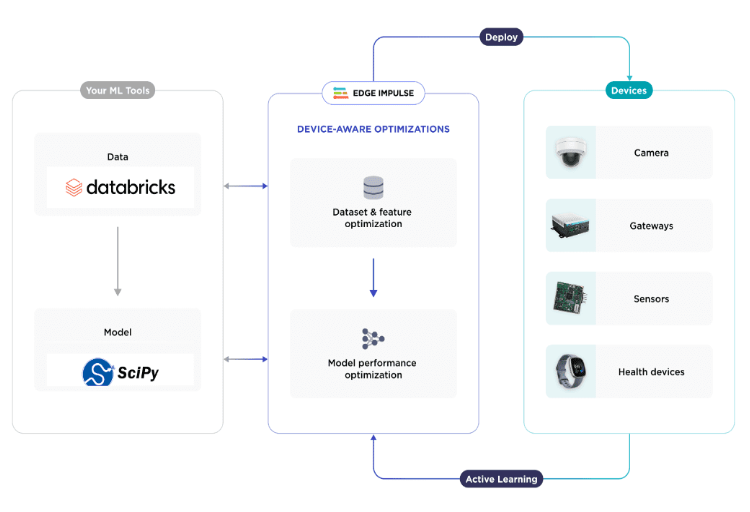 Deploy
Your ML Tools
EDGE IMPULSE
Devices
DEVICE-AWARE OPTIMIZATIONS
Data
databricks
Dataset & feature
optimization
Camera
Gateways
Sensors
Model
SciPy
Model performance
optimization
Health devices
Active Learning